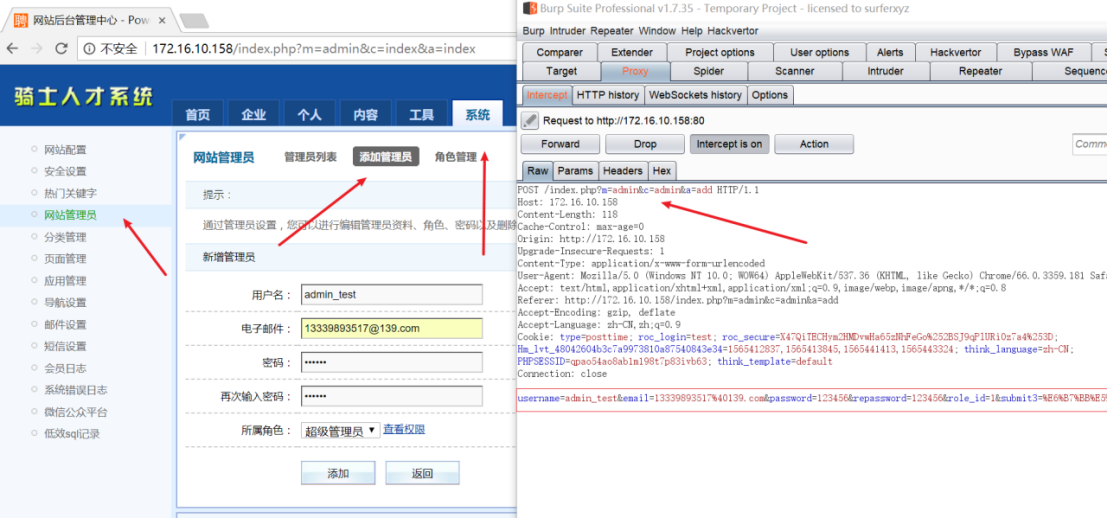 网站后台管理中心 - Pow
不安全 172.16.10.158/index.php?m=admin&c=index&a=index
骑士人才系统
首页 企业 个人 内容 工具 系统
网站配置
安全设置
热门关键字
网站管理员
分类管理
页面管理
应用管理
导航设置
邮件设置
短信设置
会员日志
系统错误日志
微信公众平台
低效sql记录
网站管理员 管理员列表 添加管理员 角色管理
提示：
通过管理员设置，您可以进行编辑管理员资料、角色、密码以及删除
新增管理员
用户名： admin_test
电子邮件： 13339893517@139.com
密码： ••••••
再次输入密码： ••••••
所属角色： 超级管理员 查看权限
添加 返回
Burp Suite Professional v1.7.35 - Temporary Project - licensed to surferxyz
Burp Intruder Repeater Window Help Hackvertor
Comparer Extender Project options User options Alerts Hackvertor Bypass WAF S
Target Proxy Spider Scanner Intruder Repeater Sequenc
Intercept HTTP history WebSockets history Options
Request to http://172.16.10.158:80
Forward Drop Intercept is on Action Comme
Raw Params Headers Hex
POST /index.php?m=admin&c=admin&a=add HTTP/1.1
Host: 172.16.10.158
Content-Length: 118
Cache-Control: max-age=0
Origin: http://172.16.10.158
Upgrade-Insecure-Requests: 1
Content-Type: application/x-www-form-urlencoded
User-Agent: Mozilla/5.0 (Windows NT 10.0; WOW64) AppleWebKit/537.36 (KHTML, like Gecko) Chrome/66.0.3359.181 Safa
Accept: text/html,application/xhtml+xml,application/xml;q=0.9,image/webp,image/apng,*/*;q=0.8
Referer: http://172.16.10.158/index.php?m=admin&c=admin&a=add
Accept-Encoding: gzip, deflate
Accept-Language: zh-CN,zh;q=0.9
Cookie: type=posttime; roc_login=test; roc_secure=X47QiTECHym2HMDvwHa65zNhFeGo%252BSJ9qPlURiOz7a4%253D;
Hm_lvt_48042604b3c7a9973810a87540843e34=1565412837,1565413845,1565441413,1565443324; think_language=zh-CN;
PHPSESSID=qpao54ao8ab1m198t7p83ivb63; think_template=default
Connection: close
username=admin_test&email=13339893517%40139.com&password=123456&repassword=123456&role_id=1&submit3=%E6%B7%BB%E5%